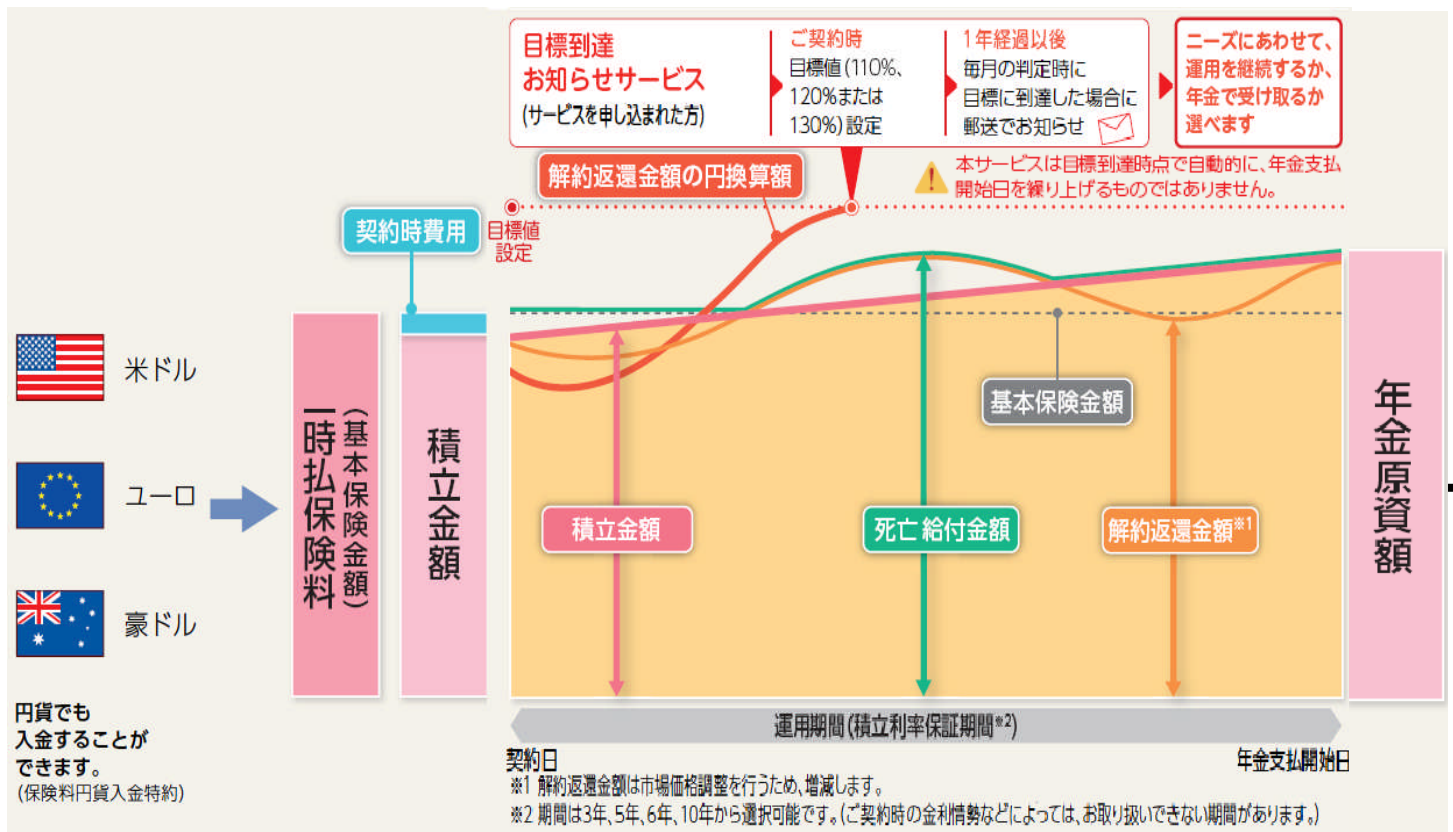 目標到達
お知らせサービス
(サービスを申し込まれた方)
ご契約時
目標値(110%、
120%または
130%)設定
1年経過以後
毎月の判定時に
目標に到達した場合に
郵送でお知らせ
ニーズにあわせて、
運用を継続するか、
年金で受け取るか
選べます
本サービスは目標到達時点で自動的に、年金支払
開始日を繰り上げるものではありません。
解約返還金額の円換算額
契約時費用
目標値
設定
米ドル
ユーロ
豪ドル
円貨でも
入金することが
できます。
(保険料円貨入金特約)
一時払保険料
(基本保険金額)
積立金額
基本保険金額
積立金額
死亡給付金額
解約返還金額※1
年金原資額
運用期間(積立利率保証期間※2)
契約日
年金支払開始日
※1 解約返還金額は市場価格調整を行うため、増減します。
※2 期間は3年、5年、6年、10年から選択可能です。(ご契約時の金利情勢などによっては、お取り扱いできない期間があります。)